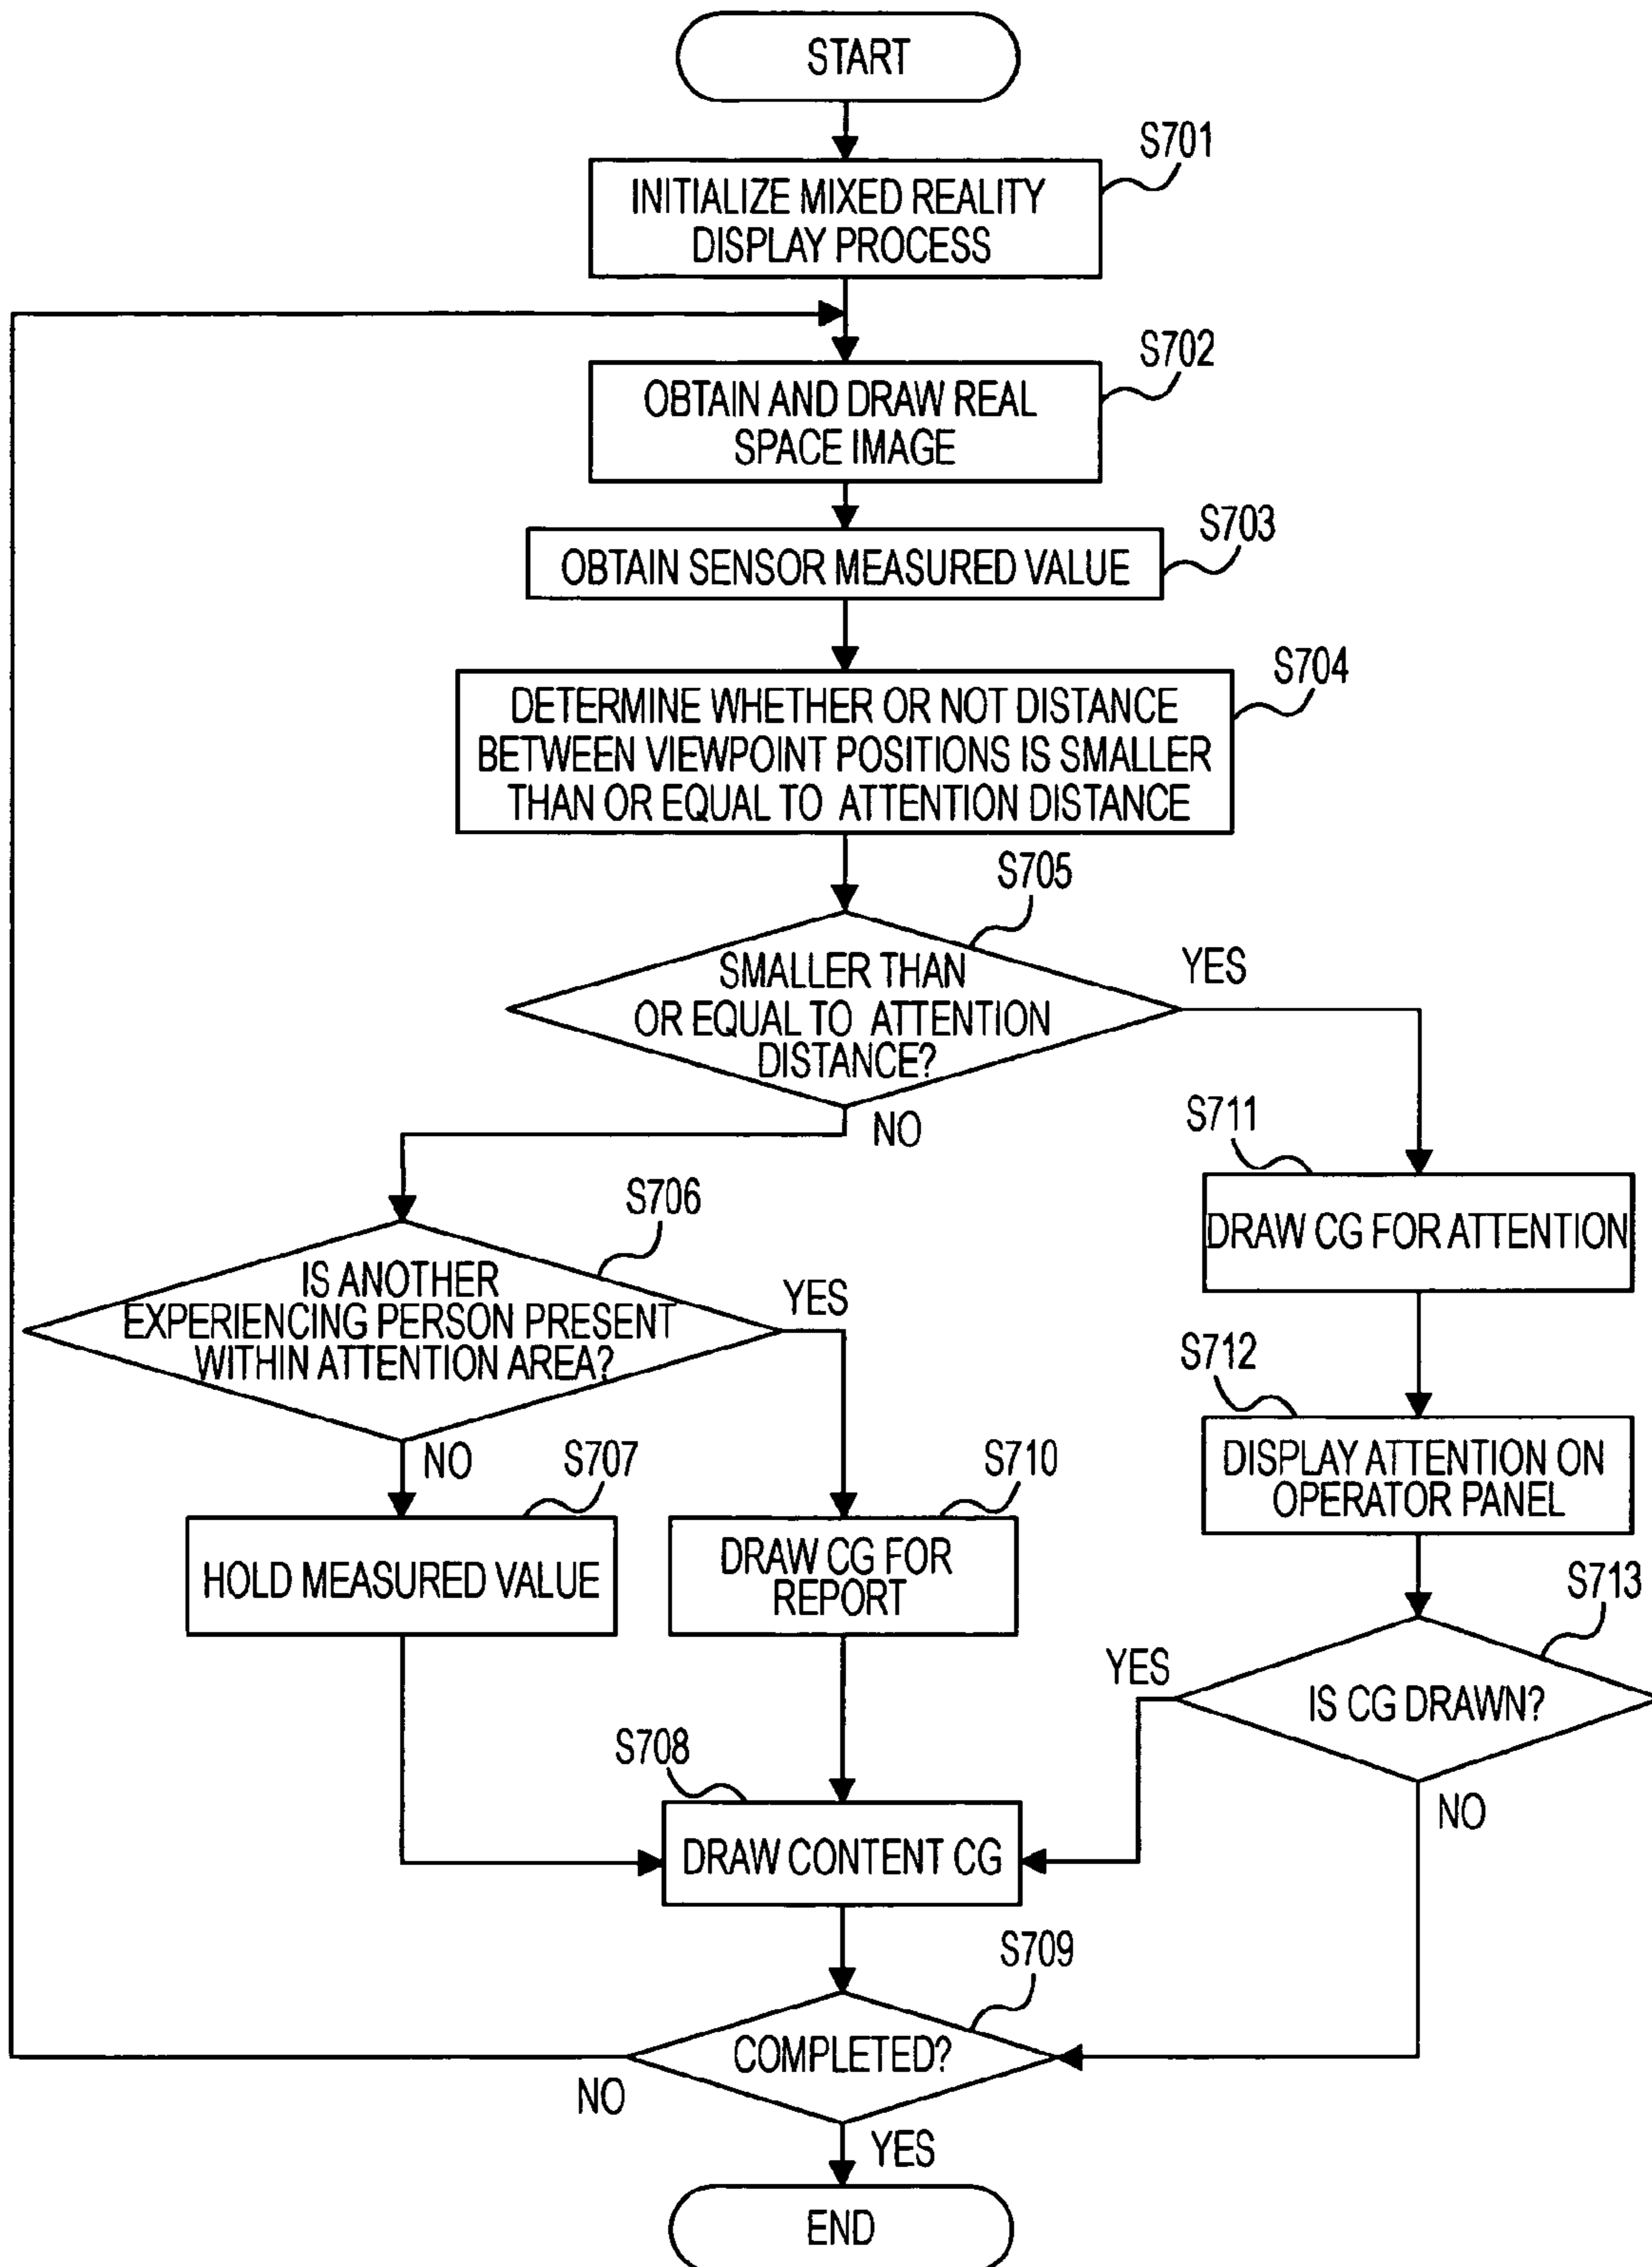 START
S701
INITIALIZE MIXED REALITY
DISPLAY PROCESS
S702
OBTAIN AND DRAW REAL
SPACE IMAGE
S703
OBTAIN SENSOR MEASURED VALUE
S704
DETERMINE WHETHER OR NOT DISTANCE
BETWEEN VIEWPOINT POSITIONS IS SMALLER
THAN OR EQUAL TO ATTENTION DISTANCE
S705
SMALLER THAN
OR EQUAL TO ATTENTION
DISTANCE?
YES
NO
S711
DRAW CG FOR ATTENTION
S706
IS ANOTHER
EXPERIENCING PERSON PRESENT
WITHIN ATTENTION AREA?
YES
NO
S712
DISPLAY ATTENTION ON
OPERATOR PANEL
S707
HOLD MEASURED VALUE
S710
DRAW CG FOR
REPORT
S713
IS CG DRAWN?
YES
NO
S708
DRAW CONTENT CG
S709
COMPLETED?
NO
YES
END